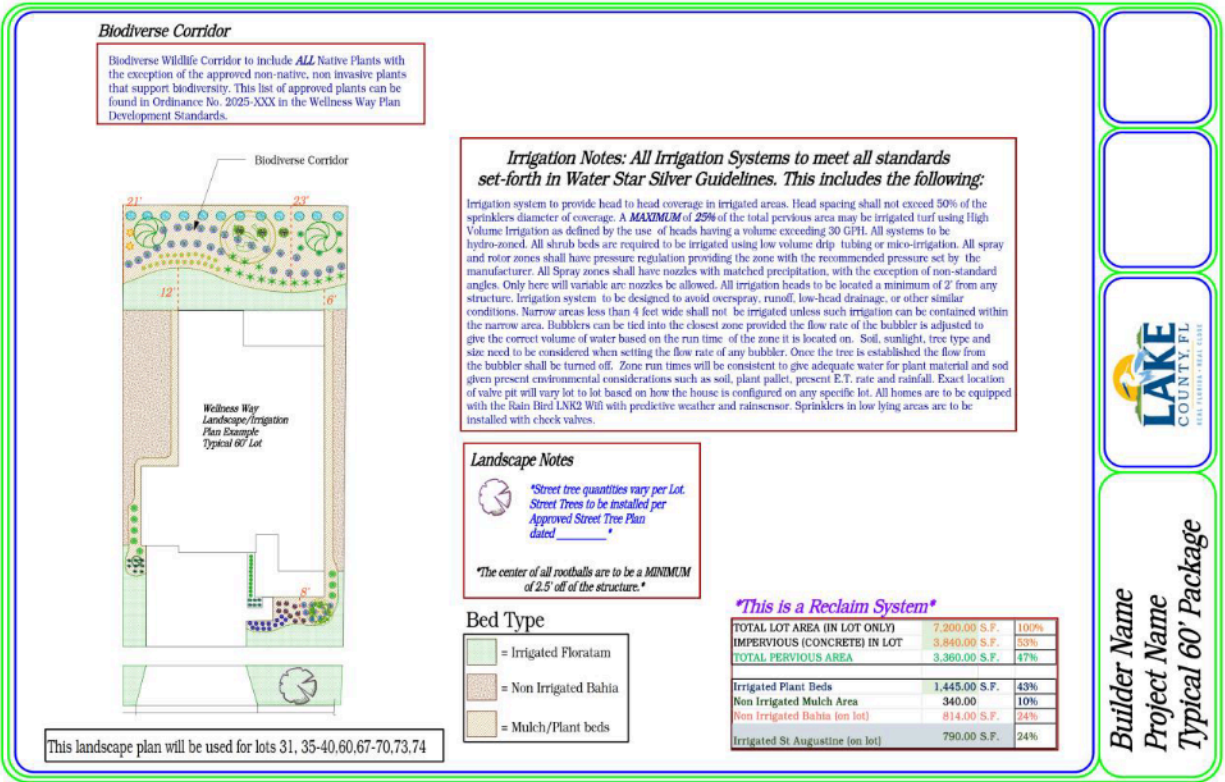 Biodiverse Corridor
Biodiverse Wildlife Corridor to include ALL Native Plants with
the exception of the approved non-native, non invasive plants
that support biodiversity. This list of approved plants can be
found in Ordinance No. 2025-XXX in the Wellness Way Plan
Development Standards.
Biodiverse Corridor
21'
23'
12'
6'
Wellness Way
Landscape/Irrigation
Plan Example
Typical 60' Lot
8'
This landscape plan will be used for lots 31, 35-40,60,67-70,73,74
Irrigation Notes: All Irrigation Systems to meet all standards
set-forth in Water Star Silver Guidelines. This includes the following:
Irrigation system to provide head to head coverage in irrigated areas. Head spacing shall not exceed 50% of the
sprinklers diameter of coverage. A MAXIMUM of 25% of the total pervious area may be irrigated turf using High
Volume Irrigation as defined by the use of heads having a volume exceeding 30 GPH. All systems to be
hydro-zoned. All shrub beds are required to be irrigated using low volume drip tubing or mico-irrigation. All spray
and rotor zones shall have pressure regulation providing the zone with the recommended pressure set by the
manufacturer. All Spray zones shall have nozzles with matched precipitation, with the exception of non-standard
angles. Only here will variable arc nozzles be allowed. All irrigation heads to be located a minimum of 2' from any
structure. Irrigation system to be designed to avoid overspray, runoff, low-head drainage, or other similar
conditions. Narrow areas less than 4 feet wide shall not be irrigated unless such irrigation can be contained within
the narrow area. Bubblers can be tied into the closest zone provided the flow rate of the bubbler is adjusted to
give the correct volume of water based on the run time of the zone it is located on. Soil, sunlight, tree type and
size need to be considered when setting the flow rate of any bubbler. Once the tree is established the flow from
the bubbler shall be turned off. Zone run times will be consistent to give adequate water for plant material and sod
given present environmental considerations such as soil, plant pallet, present E.T. rate and rainfall. Exact location
of valve pit will vary lot to lot based on how the house is configured on any specific lot. All homes are to be equipped
with the Rain Bird LNK2 Wifi with predictive weather and rainsensor. Sprinklers in low lying areas are to be
installed with check valves.
Landscape Notes
*Street tree quantities vary per Lot.
Street Trees to be installed per
Approved Street Tree Plan
dated _________*
*The center of all rootballs are to be a MINIMUM
of 2.5' off of the structure.*
Bed Type
= Irrigated Floratam
= Non Irrigated Bahia
= Mulch/Plant beds
*This is a Reclaim System*
TOTAL LOT AREA (IN LOT ONLY) 7,200.00 S.F. 100%
IMPERVIOUS (CONCRETE) IN LOT 3,840.00 S.F. 53%
TOTAL PERVIOUS AREA 3,360.00 S.F. 47%
Irrigated Plant Beds 1,445.00 S.F. 43%
Non Irrigated Mulch Area 340.00 10%
Non Irrigated Bahia (on lot) 814.00 S.F. 24%
Irrigated St Augustine (on lot) 790.00 S.F. 24%
LAKE
COUNTY, FL
REAL FLORIDA • REAL CLOSE
Builder Name
Project Name
Typical 60' Package